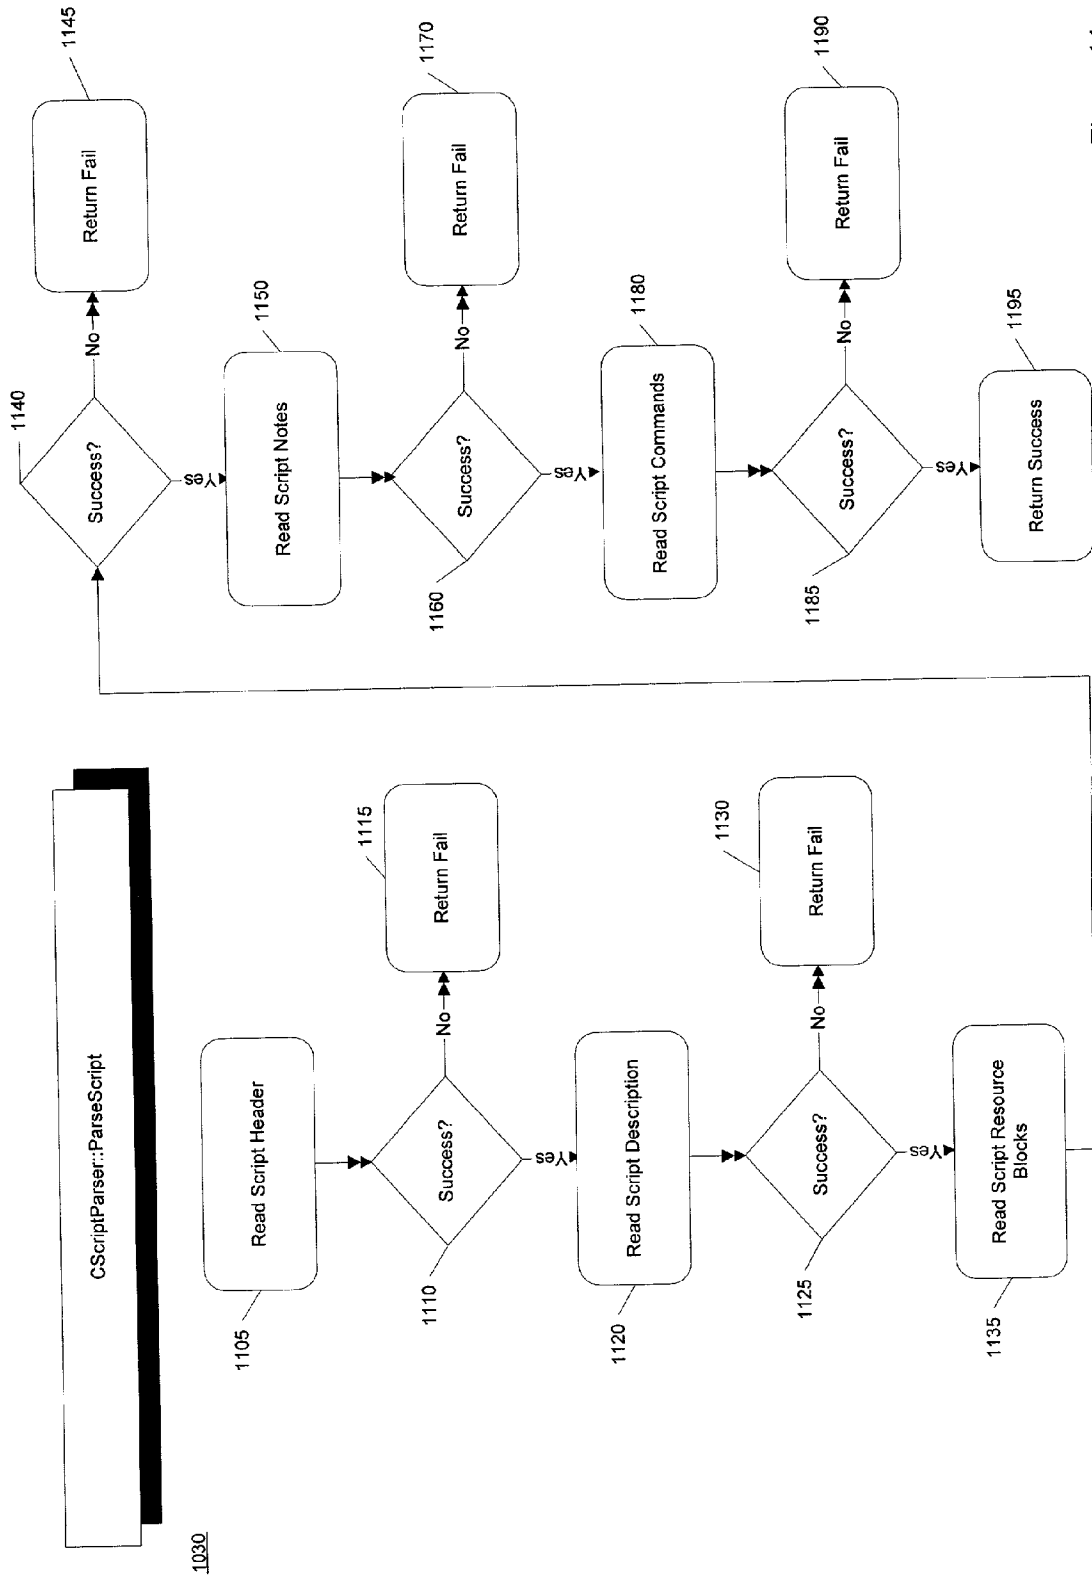 CScriptParser::ParseScript
1030
Read Script Header
1105
Success?
1110
No
Return Fail
1115
Yes
Read Script Description
1120
Success?
1125
No
Return Fail
1130
Yes
Read Script Resource
Blocks
1135
Success?
1140
No
Return Fail
1145
Yes
Read Script Notes
1150
Success?
1160
No
Return Fail
1170
Yes
Read Script Commands
1180
Success?
1185
No
Return Fail
1190
Yes
Return Success
1195